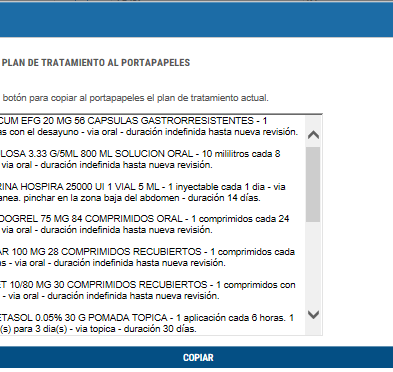 PLAN DE TRATAMIENTO AL PORTAPAPELES
botón para copiar al portapapeles el plan de tratamiento actual.
CUM EFG 20 MG 56 CAPSULAS GASTRORRESISTENTES - 1
as con el desayuno - via oral - duración indefinida hasta nueva revisión.
LOSA 3.33 G/5ML 800 ML SOLUCION ORAL - 10 mililitros cada 8
via oral - duración indefinida hasta nueva revisión.
RINA HOSPIRA 25000 UI 1 VIAL 5 ML - 1 inyectable cada 1 dia - via
anea. pinchar en la zona baja del abdomen - duración 14 días.
DOGREL 75 MG 84 COMPRIMIDOS ORAL - 1 comprimidos cada 24
via oral - duración indefinida hasta nueva revisión.
AR 100 MG 28 COMPRIMIDOS RECUBIERTOS - 1 comprimidos cada
as - via oral - duración indefinida hasta nueva revisión.
ET 10/80 MG 30 COMPRIMIDOS RECUBIERTOS - 1 comprimidos con
- via oral - duración indefinida hasta nueva revisión.
ETASOL 0.05% 30 G POMADA TOPICA - 1 aplicación cada 6 horas. 1
(s) para 3 dia(s) - via topica - duración 30 días.
COPIAR